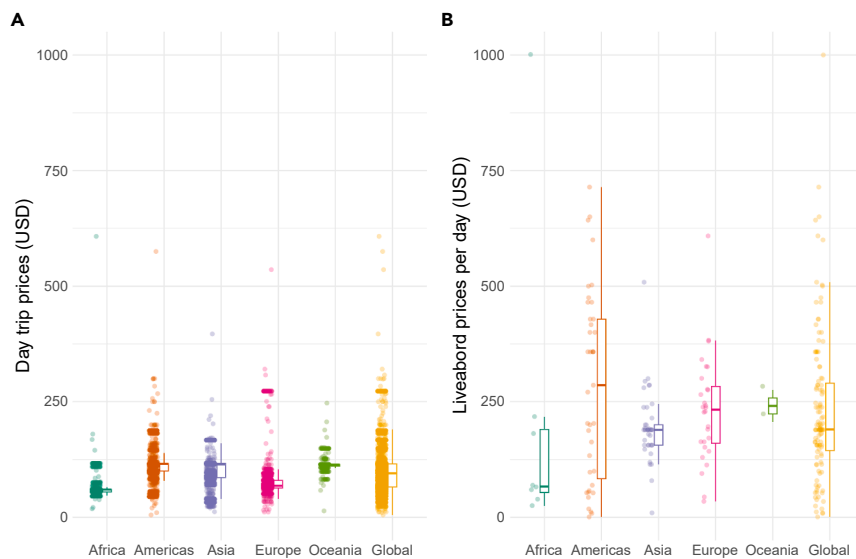 A
Day trip prices (USD)
1000
750
500
250
0
Africa Americas Asia Europe Oceania Global
B
Liveabord prices per day (USD)
1000
750
500
250
0
Africa Americas Asia Europe Oceania Global